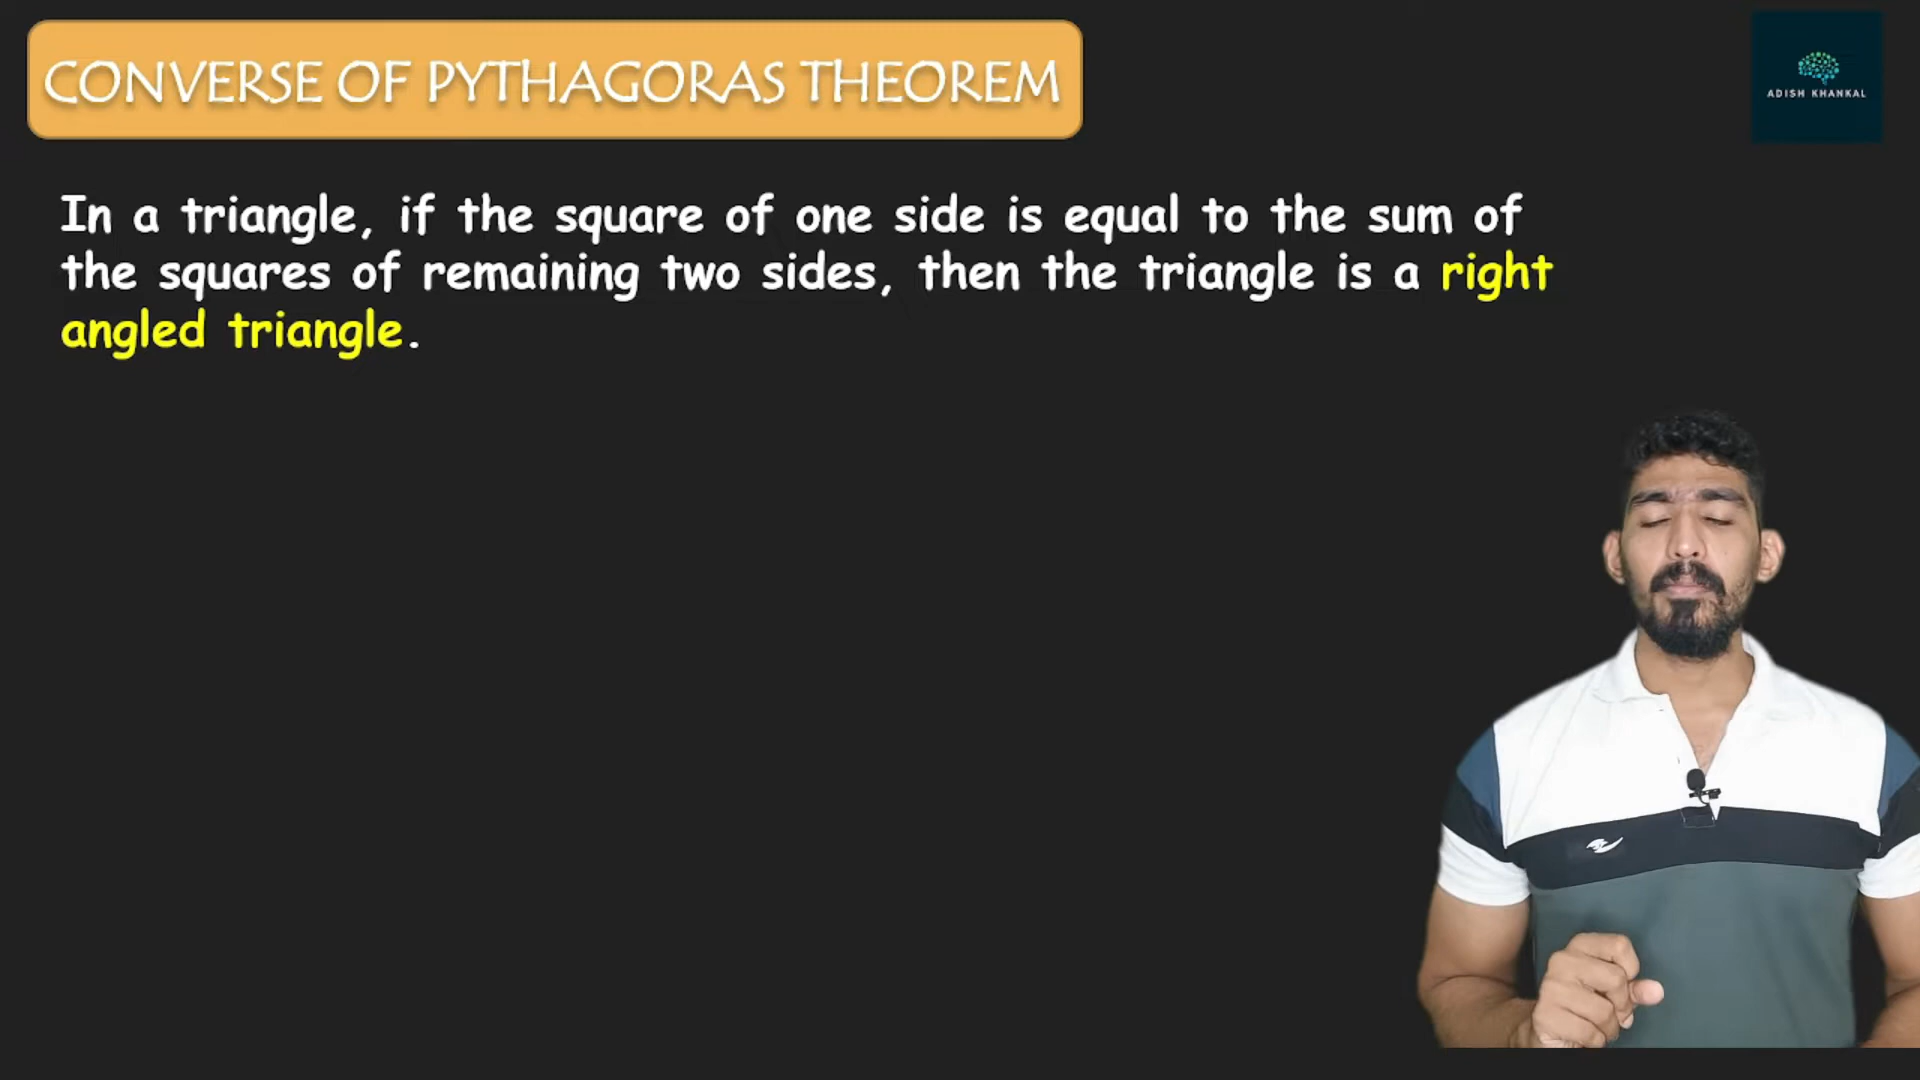 CONVERSE OF PYTHAGORAS THEOREM
ADISH KHANKAL
In a triangle, if the square of one side is equal to the sum of
the squares of remaining two sides, then the triangle is a right
angled triangle.